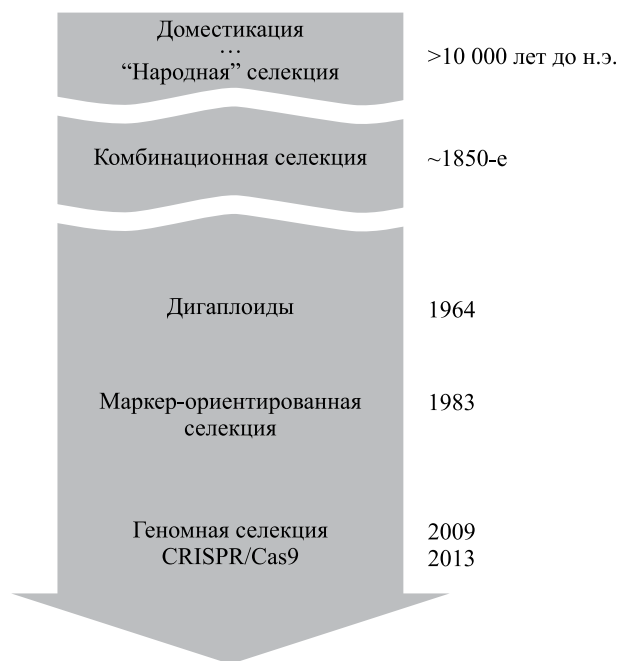 Доместикация
…
“Народная” селекция
>10 000 лет до н.э.
Комбинационная селекция
~1850-е
Дигаплоиды
1964
Маркер-ориентированная
селекция
1983
Геномная селекция
2009
CRISPR/Cas9
2013